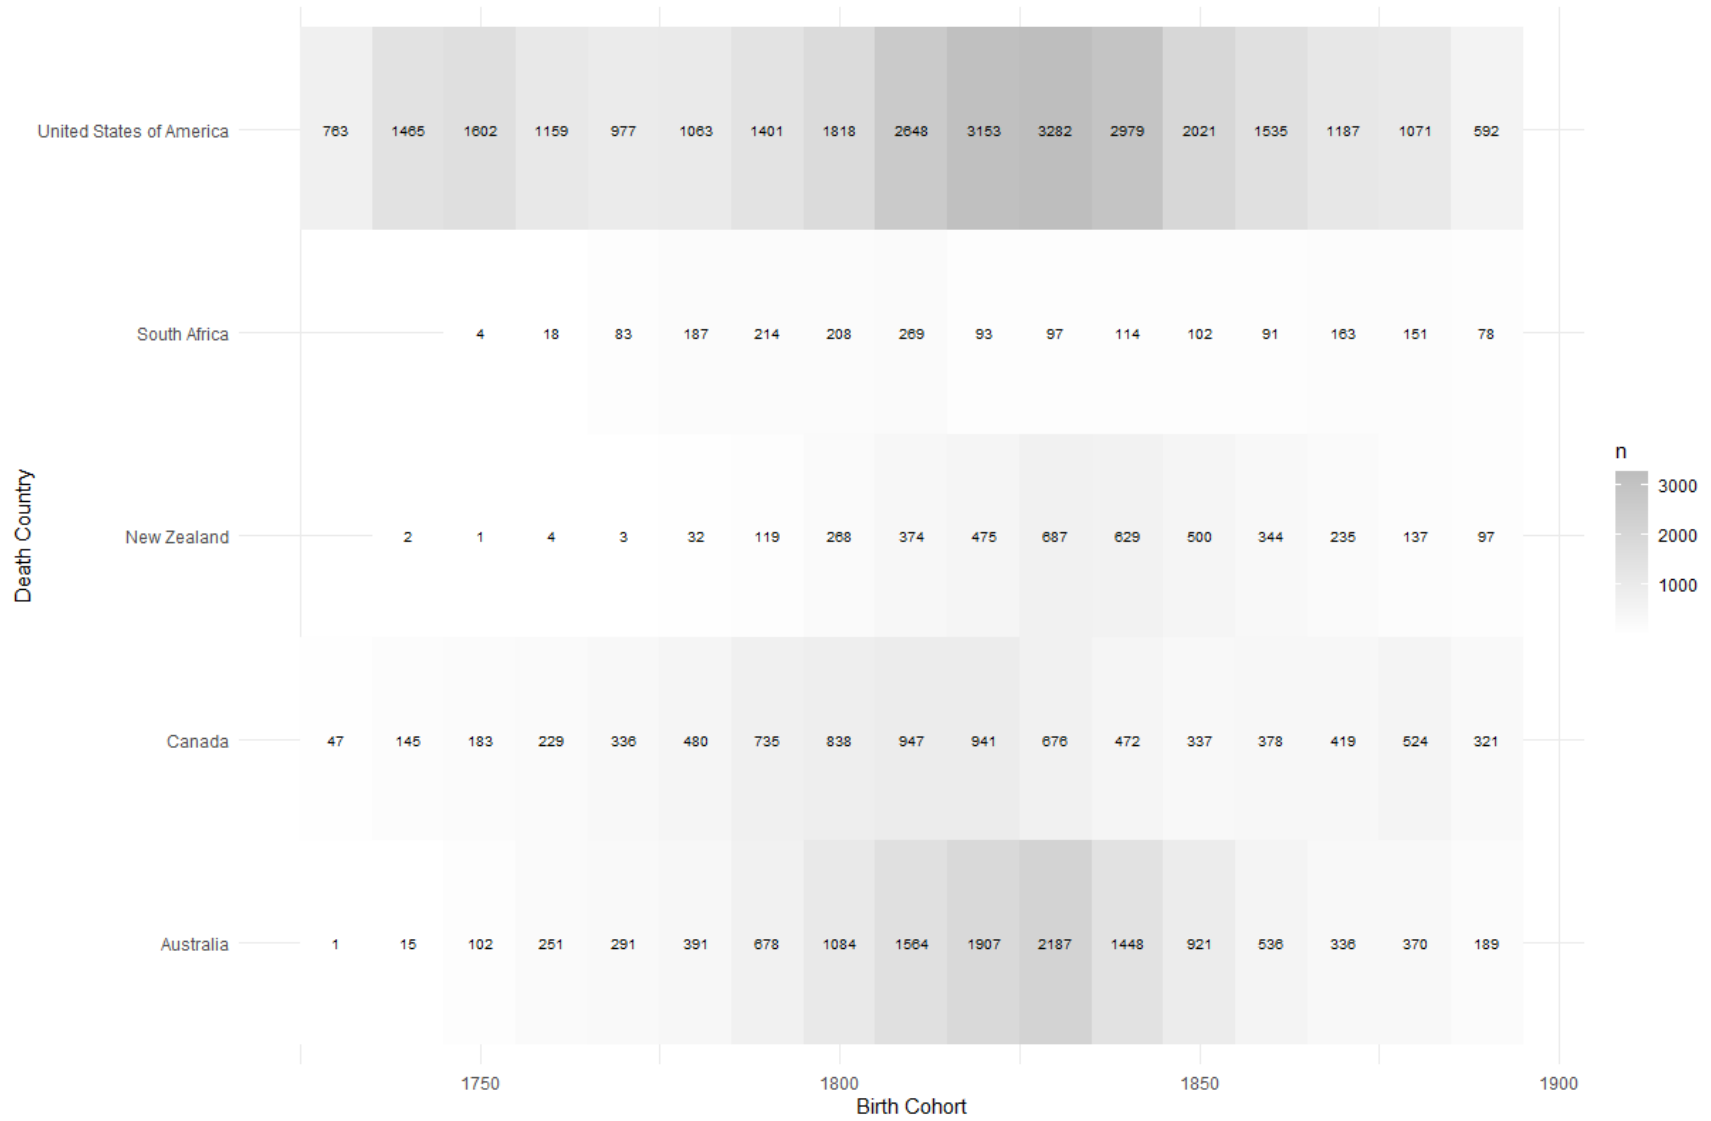 United States of America 763 1465 1602 1159 977 1063 1401 1818 2648 3153 3282 2979 2021 1535 1187 1071 592
South Africa 4 18 83 187 214 208 269 93 97 114 102 91 163 151 78
New Zealand 2 1 4 3 32 119 268 374 475 687 629 500 344 235 137 97
Canada 47 145 183 229 336 480 735 838 947 941 676 472 337 378 419 524 321
Australia 1 15 102 251 291 391 678 1084 1564 1907 2187 1448 921 536 336 370 189
Death Country
1750 1800 1850 1900
Birth Cohort
n
3000
2000
1000